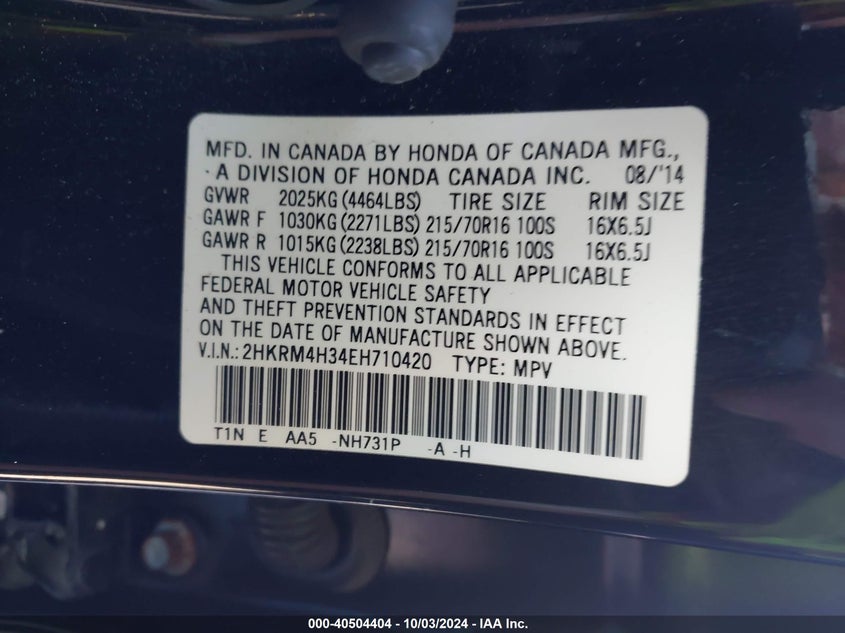 MFD. IN CANADA BY HONDA OF CANADA MFG.,
A DIVISION OF HONDA CANADA INC. 08/'14
GVWR 2025KG (4464LBS) TIRE SIZE RIM SIZE
GAWR F 1030KG (2271LBS) 215/70R16 100S 16X6.5J
GAWR R 1015KG (2238LBS) 215/70R16 100S 16X6.5J
THIS VEHICLE CONFORMS TO ALL APPLICABLE
FEDERAL MOTOR VEHICLE SAFETY
AND THEFT PREVENTION STANDARDS IN EFFECT
ON THE DATE OF MANUFACTURE SHOWN ABOVE.
V.I.N.: 2HKRM4H34EH710420 TYPE: MPV
T1N E AA5 -NH731P -A -H
000-40504404 - 10/03/2024 - IAA Inc.